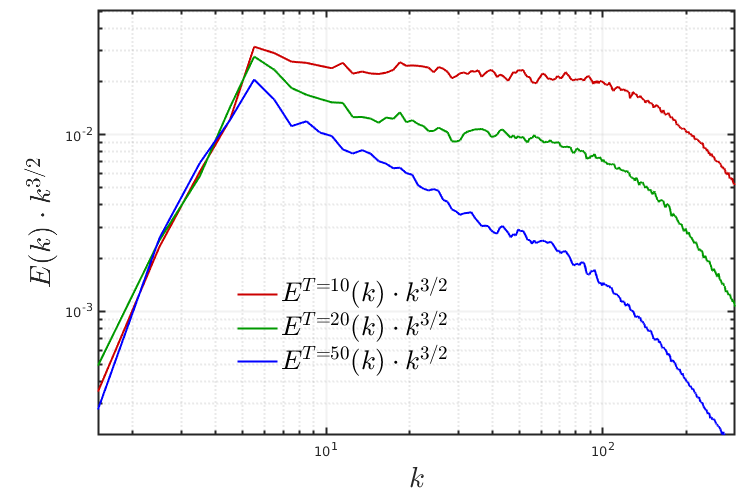 E(k) · k^{3/2}
10^{-2}
10^{-3}
E^{T=10}(k) · k^{3/2}
E^{T=20}(k) · k^{3/2}
E^{T=50}(k) · k^{3/2}
10^1
10^2
k